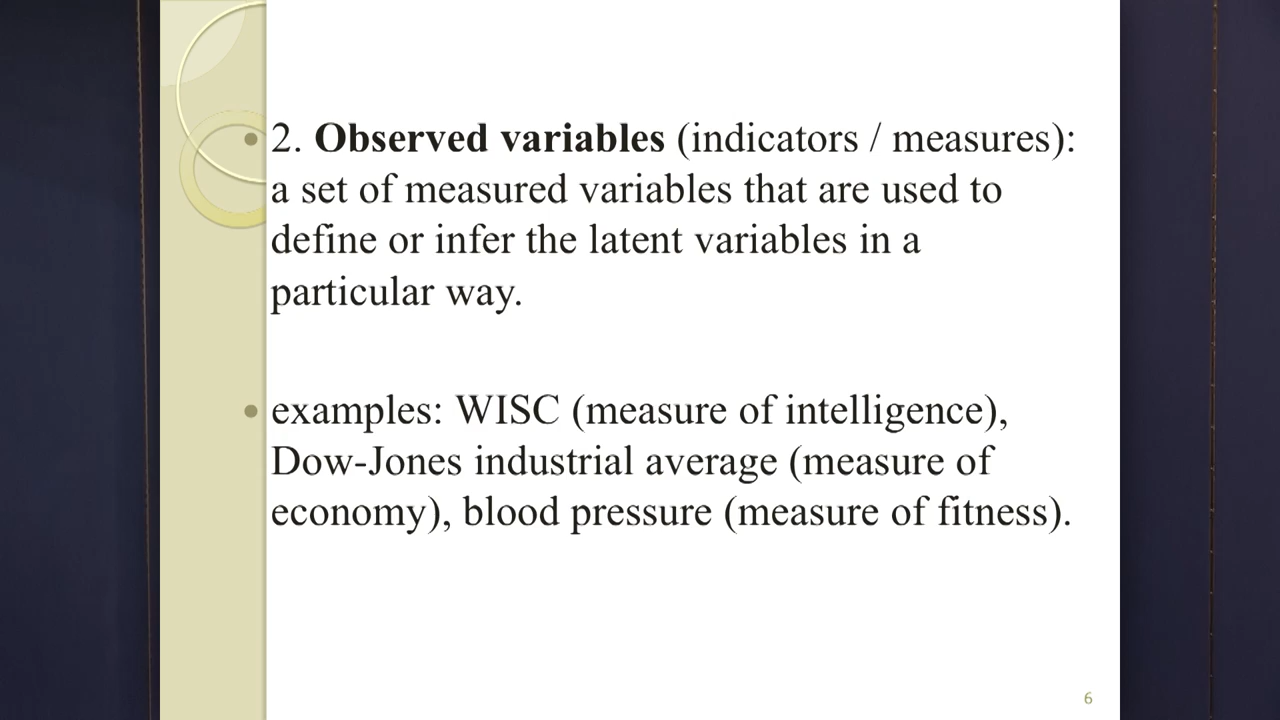 • 2. Observed variables (indicators / measures):
a set of measured variables that are used to
define or infer the latent variables in a
particular way.
• examples: WISC (measure of intelligence),
Dow-Jones industrial average (measure of
economy), blood pressure (measure of fitness).
6